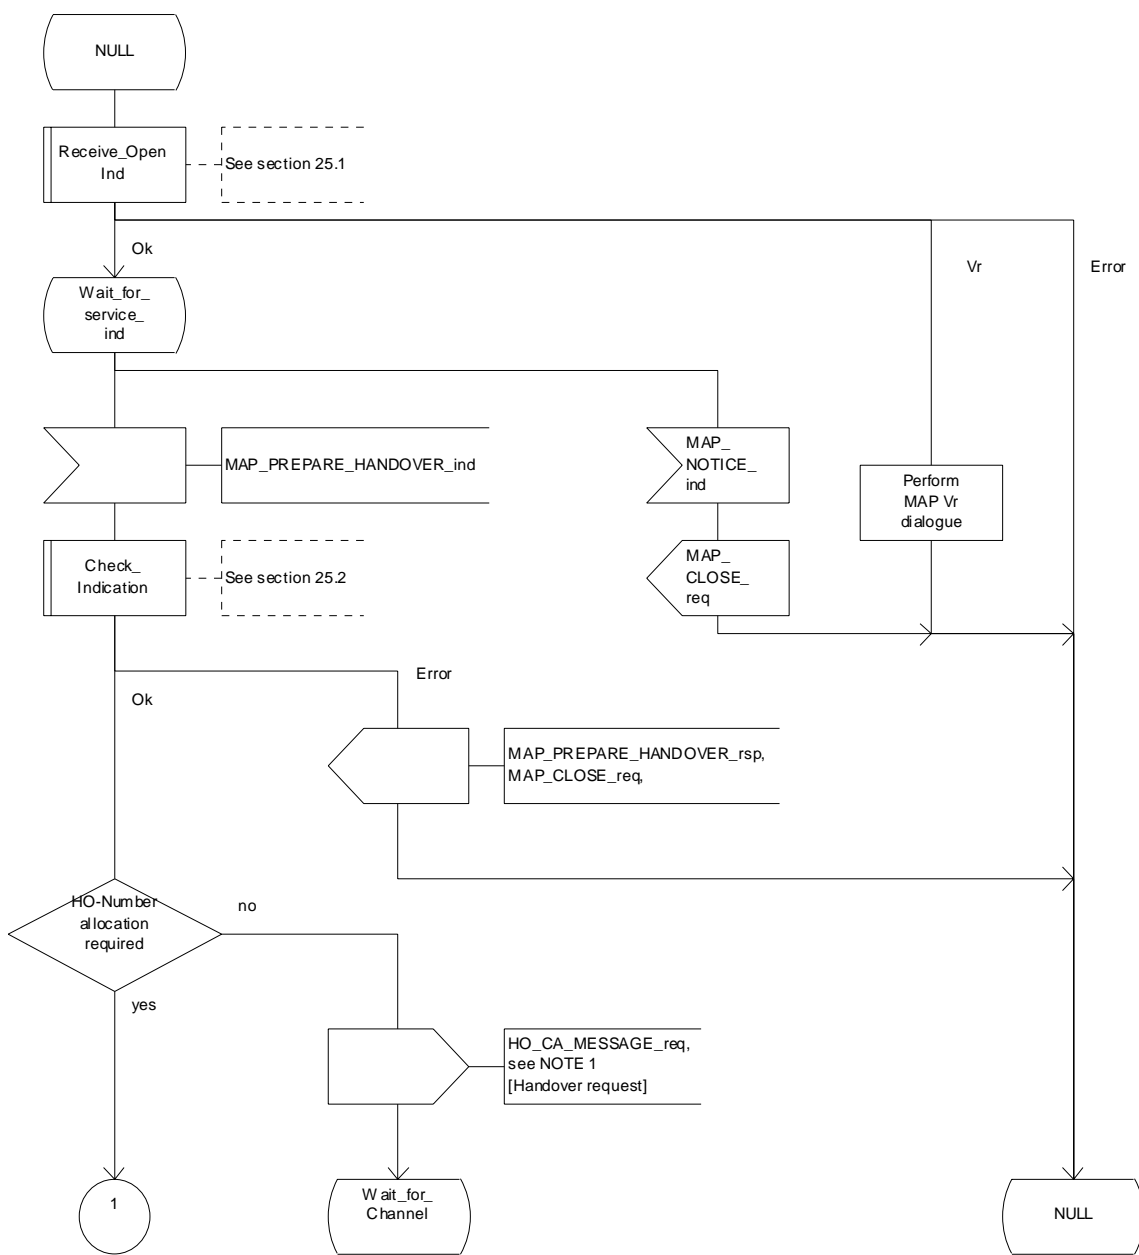 NULL
Receive_Open
Ind
See section 25.1
Ok
Vr
Error
Wait_for_
service_
ind
MAP_PREPARE_HANDOVER_ind
MAP_
NOTICE_
ind
Perform
MAP Vr
dialogue
Check_
Indication
See section 25.2
MAP_
CLOSE_
req
Error
Ok
MAP_PREPARE_HANDOVER_rsp,
MAP_CLOSE_req,
HO-Number
allocation
required
no
yes
HO_CA_MESSAGE_req,
see NOTE 1
[Handover request]
1
Wait_for_
Channel
NULL